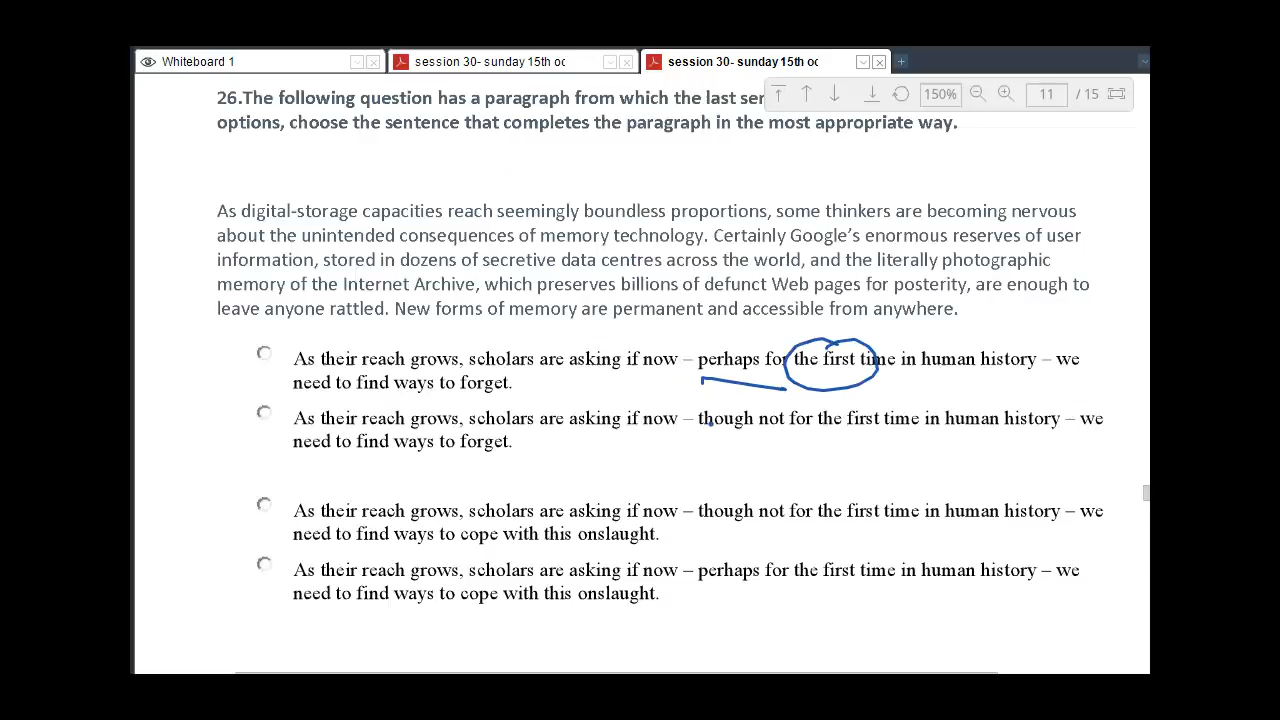 Whiteboard 1
session 30- sunday 15th oc
session 30- sunday 15th oc
150%
11
/ 15
26.The following question has a paragraph from which the last
options, choose the sentence that completes the paragraph in the most appropriate way.
As digital-storage capacities reach seemingly boundless proportions, some thinkers are becoming nervous
about the unintended consequences of memory technology. Certainly Google’s enormous reserves of user
information, stored in dozens of secretive data centres across the world, and the literally photographic
memory of the Internet Archive, which preserves billions of defunct Web pages for posterity, are enough to
leave anyone rattled. New forms of memory are permanent and accessible from anywhere.
As their reach grows, scholars are asking if now – perhaps for the first time in human history – we
need to find ways to forget.
As their reach grows, scholars are asking if now – though not for the first time in human history – we
need to find ways to forget.
As their reach grows, scholars are asking if now – though not for the first time in human history – we
need to find ways to cope with this onslaught.
As their reach grows, scholars are asking if now – perhaps for the first time in human history – we
need to find ways to cope with this onslaught.